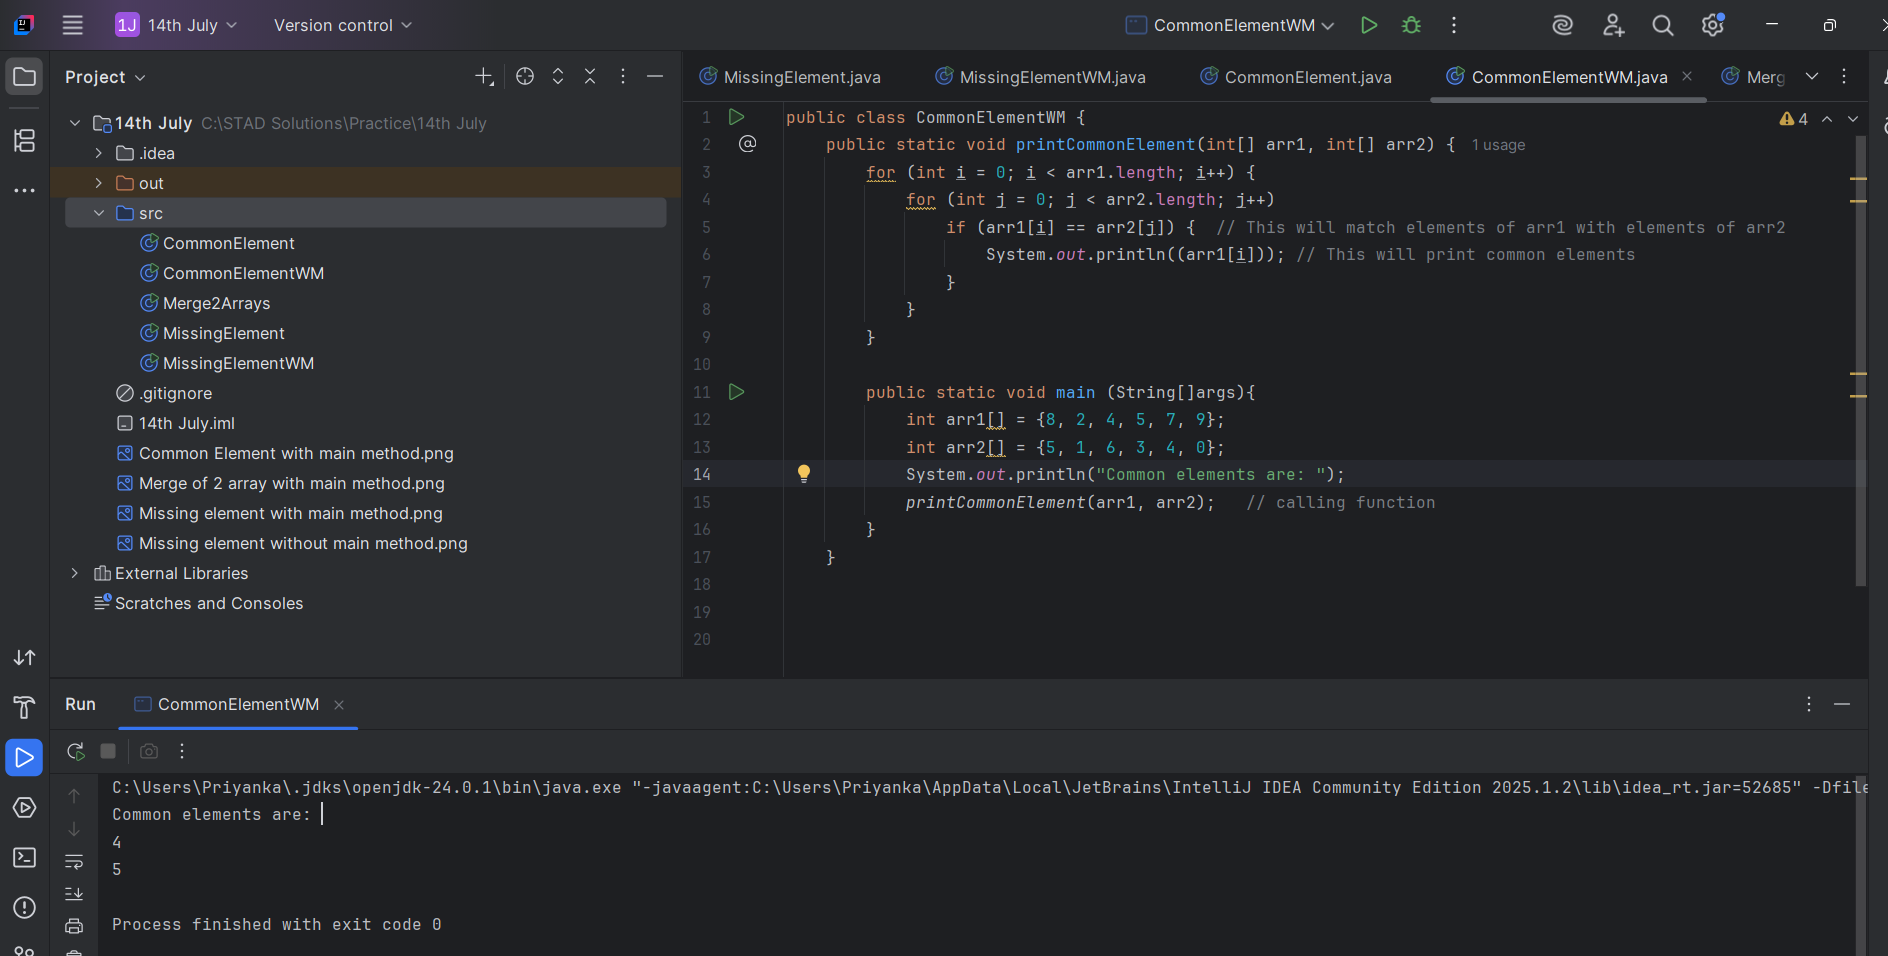 1J 14th July Version control CommonElementWM
Project
MissingElement.java MissingElementWM.java CommonElement.java CommonElementWM.java Merg
14th July C:\STAD Solutions\Practice\14th July
.idea
out
src
CommonElement
CommonElementWM
Merge2Arrays
MissingElement
MissingElementWM
.gitignore
14th July.iml
Common Element with main method.png
Merge of 2 array with main method.png
Missing element with main method.png
Missing element without main method.png
External Libraries
Scratches and Consoles
4
1 public class CommonElementWM {
2 public static void printCommonElement(int[] arr1, int[] arr2) { 1 usage
3 for (int i = 0; i < arr1.length; i++) {
4 for (int j = 0; j < arr2.length; j++)
5 if (arr1[i] == arr2[j]) { // This will match elements of arr1 with elements of arr2
6 System.out.println((arr1[i])); // This will print common elements
7 }
8 }
9 }
10
11 public static void main (String[]args){
12 int arr1[] = {8, 2, 4, 5, 7, 9};
13 int arr2[] = {5, 1, 6, 3, 4, 0};
14 System.out.println("Common elements are: ");
15 printCommonElement(arr1, arr2); // calling function
16 }
17 }
18
19
20
Run CommonElementWM
C:\Users\Priyanka\.jdks\openjdk-24.0.1\bin\java.exe "-javaagent:C:\Users\Priyanka\AppData\Local\JetBrains\IntelliJ IDEA Community Edition 2025.1.2\lib\idea_rt.jar=52685" -Dfile
Common elements are:
4
5
Process finished with exit code 0